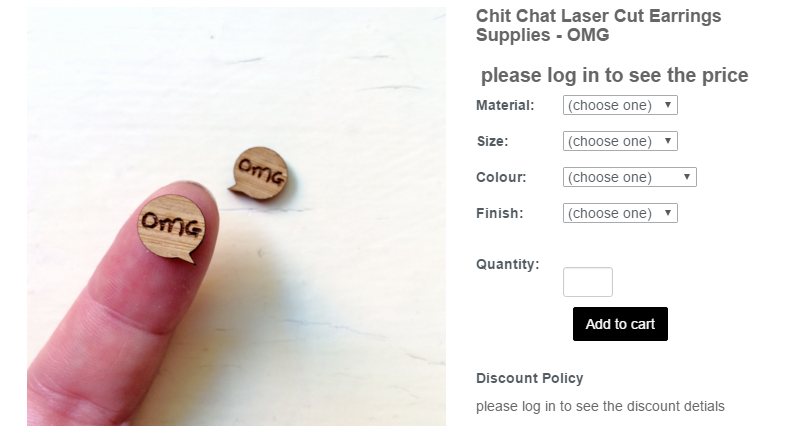 Chit Chat Laser Cut Earrings
Supplies - OMG
please log in to see the price
Material: (choose one)
Size: (choose one)
Colour: (choose one)
Finish: (choose one)
Quantity:
Add to cart
Discount Policy
please log in to see the discount detials
OMG
OMG